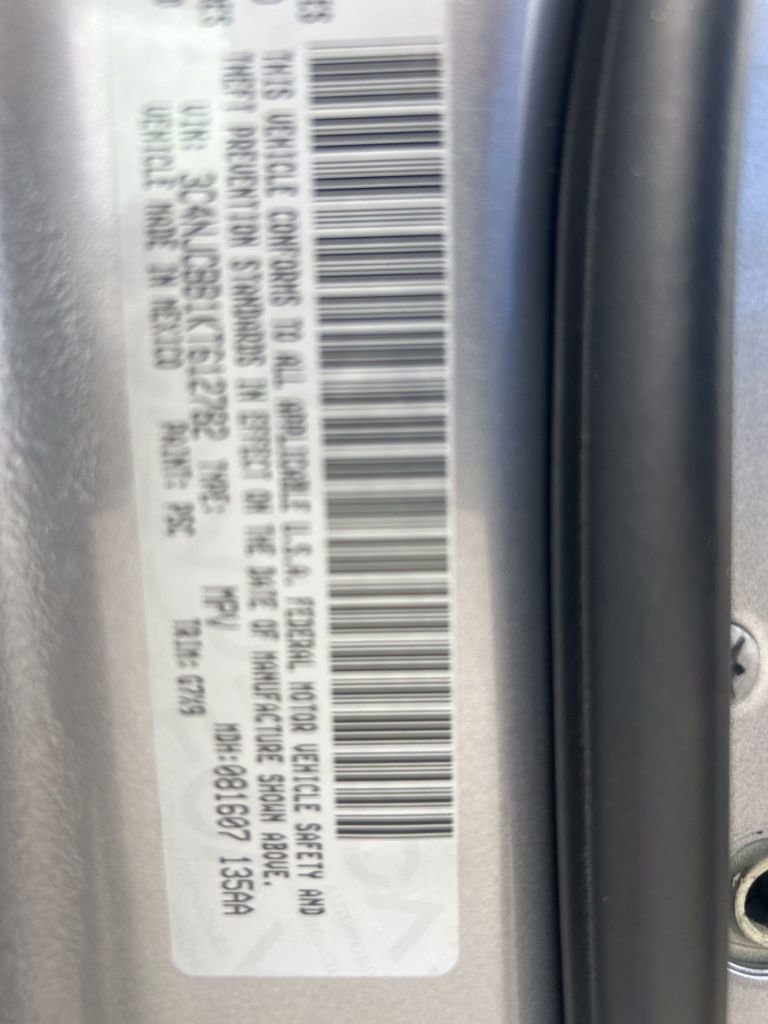 THIS VEHICLE CONFORMS TO ALL APPLICABLE U.S.A. FEDERAL MOTOR VEHICLE SAFETY AND
THEFT PREVENTION STANDARDS IN EFFECT ON THE DATE OF MANUFACTURE SHOWN ABOVE.
VIN: 3C4NJCBB1KT612782 TYPE: MPV MDH:081607 135AA
VEHICLE MADE IN MEXICO PAINT: PSC TRIM: G7X9